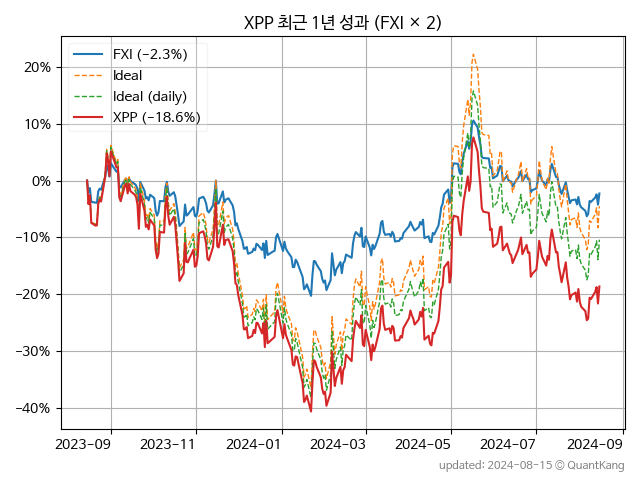 XPP 최근 1년 성과 (FXI × 2)
FXI (−2.3%)
Ideal
Ideal (daily)
XPP (−18.6%)
20%
10%
0%
−10%
−20%
−30%
−40%
2023-09 2023-11 2024-01 2024-03 2024-05 2024-07 2024-09
updated: 2024-08-15 © QuantKang